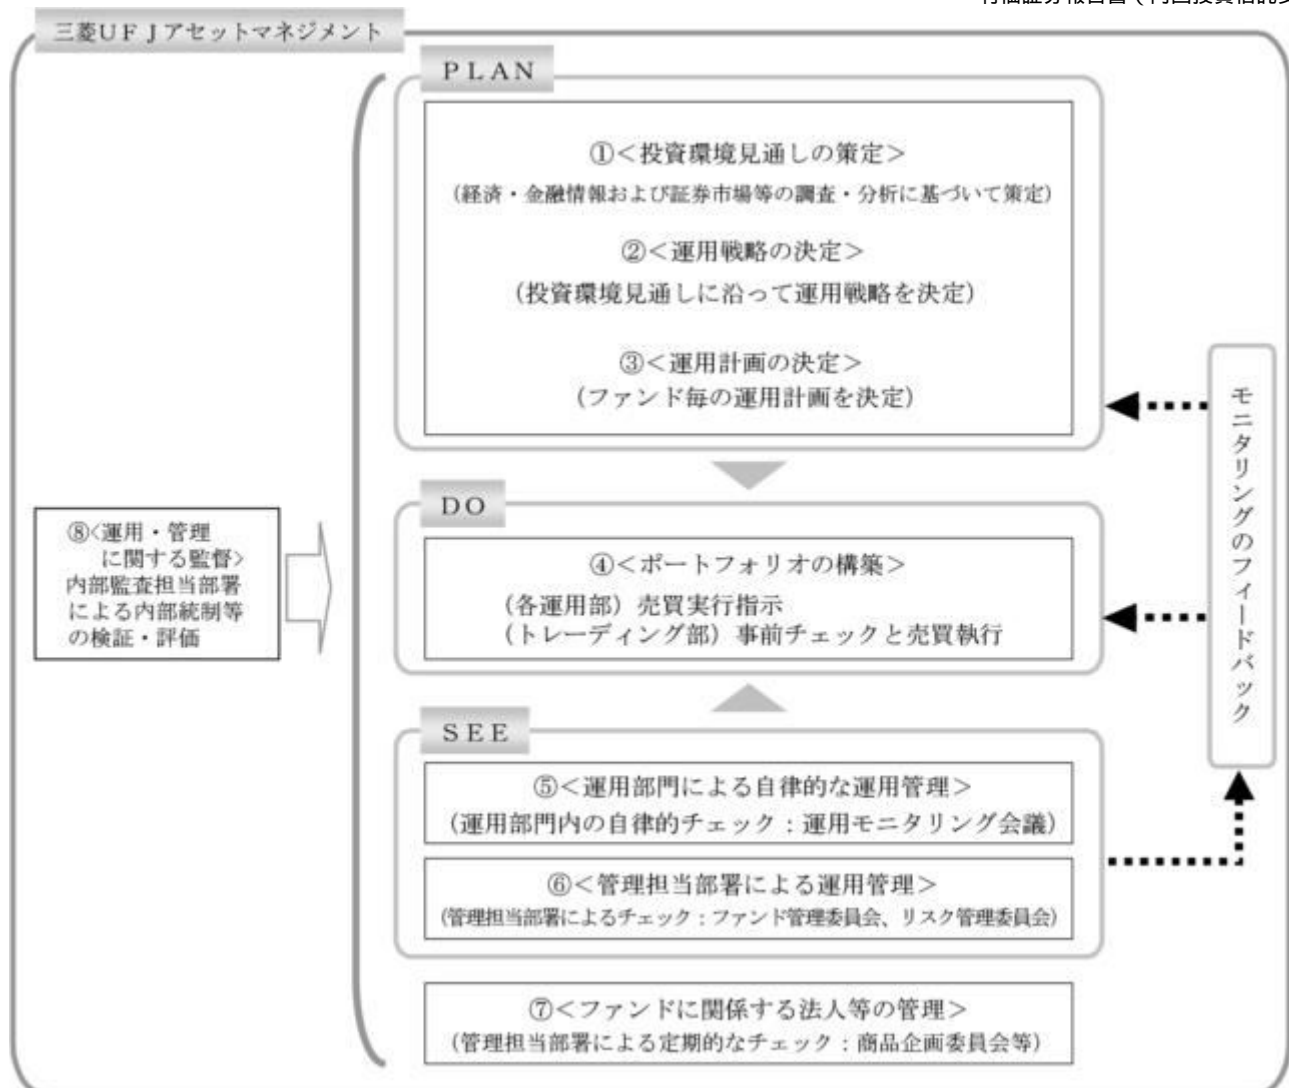 三菱UFJアセットマネジメント
PLAN
①<投資環境見通しの策定>
(経済・金融情報および証券市場等の調査・分析に基づいて策定)
②<運用戦略の決定>
(投資環境見通しに沿って運用戦略を決定)
③<運用計画の決定>
(ファンド毎の運用計画を決定)
モニタリングのフィードバック
DO
④<ポートフォリオの構築>
(各運用部)売買実行指示
(トレーディング部)事前チェックと売買執行
⑧<運用・管理
に関する監督>
内部監査担当部署
による内部統制等
の検証・評価
SEE
⑤<運用部門による自律的な運用管理>
(運用部門内の自律的チェック:運用モニタリング会議)
⑥<管理担当部署による運用管理>
(管理担当部署によるチェック:ファンド管理委員会、リスク管理委員会)
⑦<ファンドに関係する法人等の管理>
(管理担当部署による定期的なチェック:商品企画委員会等)